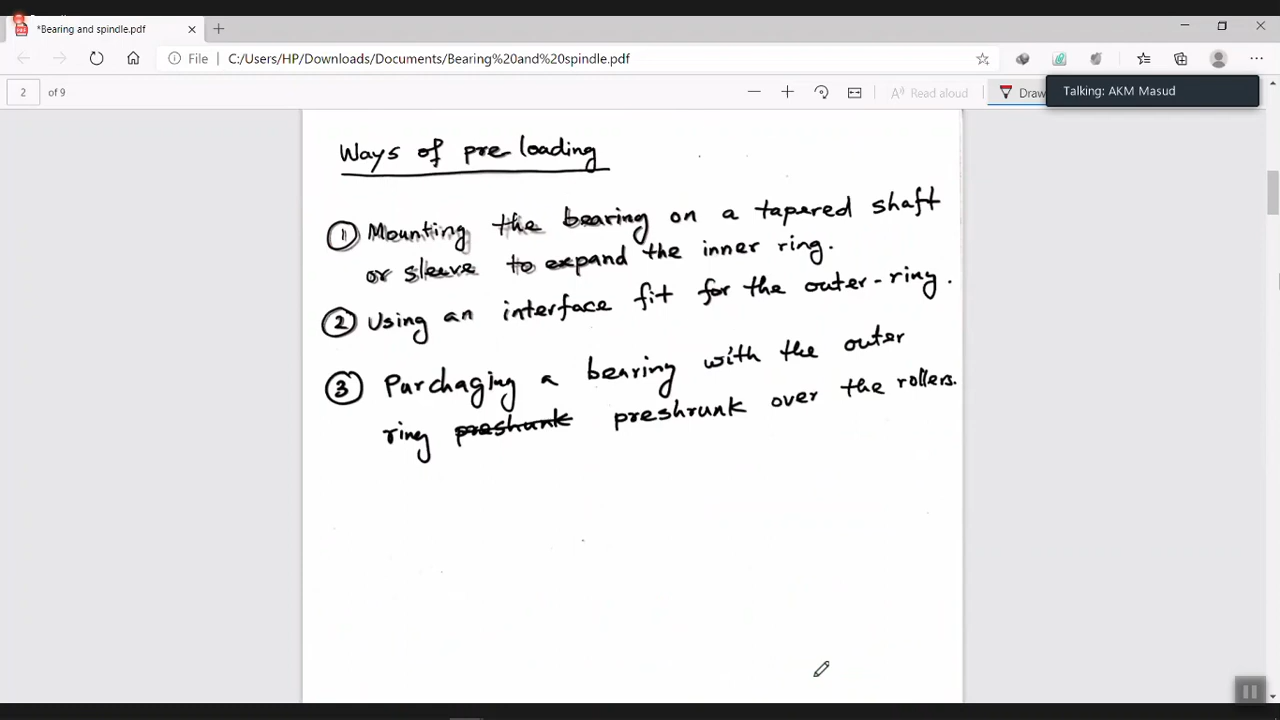 *Bearing and spindle.pdf
File C:/Users/HP/Downloads/Documents/Bearing%20and%20spindle.pdf
2 of 9 Read aloud Draw
Talking: AKM Masud
Ways of pre loading
① Mounting the bearing on a tapered shaft
or sleeve to expand the inner ring.
② Using an interface fit for the outer-ring.
③ Purchaging a bearing with the outer
ring preshunk preshrunk over the rollers.